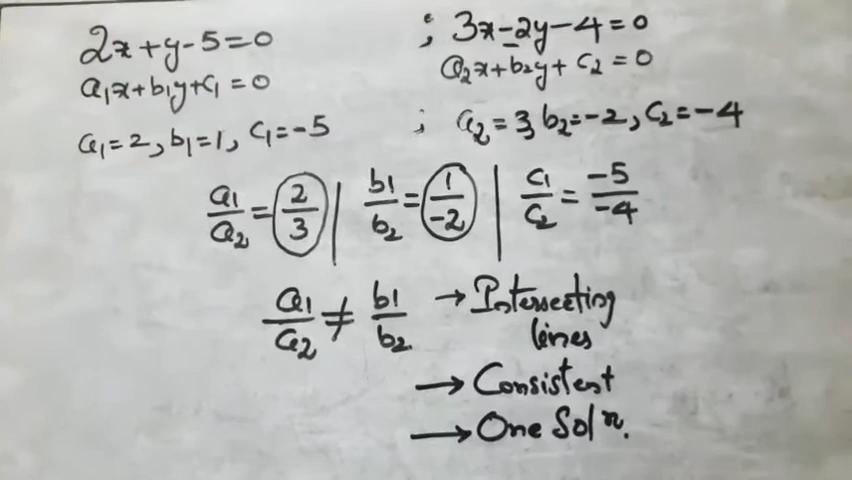 2x+y-5=0 ; 3x-2y-4=0
a₁x+b₁y+c₁=0 a₂x+b₂y+c₂=0
a₁=2, b₁=1, c₁=-5 ; a₂=3, b₂=-2, c₂=-4
a₁/a₂ = 2/3 | b₁/b₂ = 1/-2 | c₁/c₂ = -5/-4
a₁/a₂ ≠ b₁/b₂ → Intersecting
lines
→ Consistent
→ One Solⁿ.